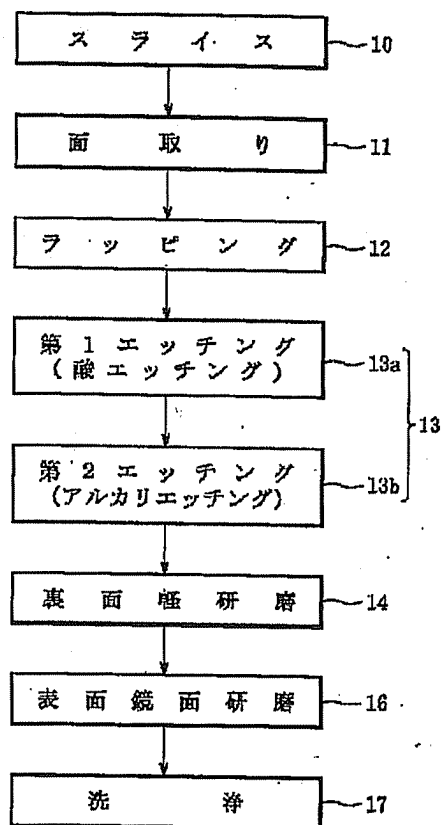 スライス 10
面取り 11
ラッピング 12
第1エッチング
(酸エッチング) 13a
13
第2エッチング
(アルカリエッチング) 13b
裏面軽研磨 14
表面鏡面研磨 16
洗浄 17